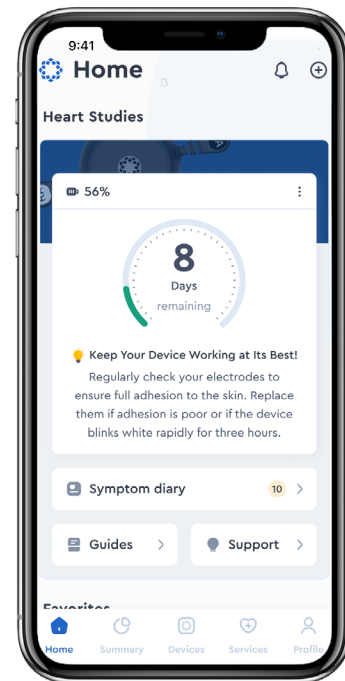 9:41
Home
Heart Studies
56%
8
Days
remaining
Keep Your Device Working at Its Best!
Regularly check your electrodes to
ensure full adhesion to the skin. Replace
them if adhesion is poor or if the device
blinks white rapidly for three hours.
Symptom diary 10
Guides Support
Favorites
Home Summary Devices Services Profile